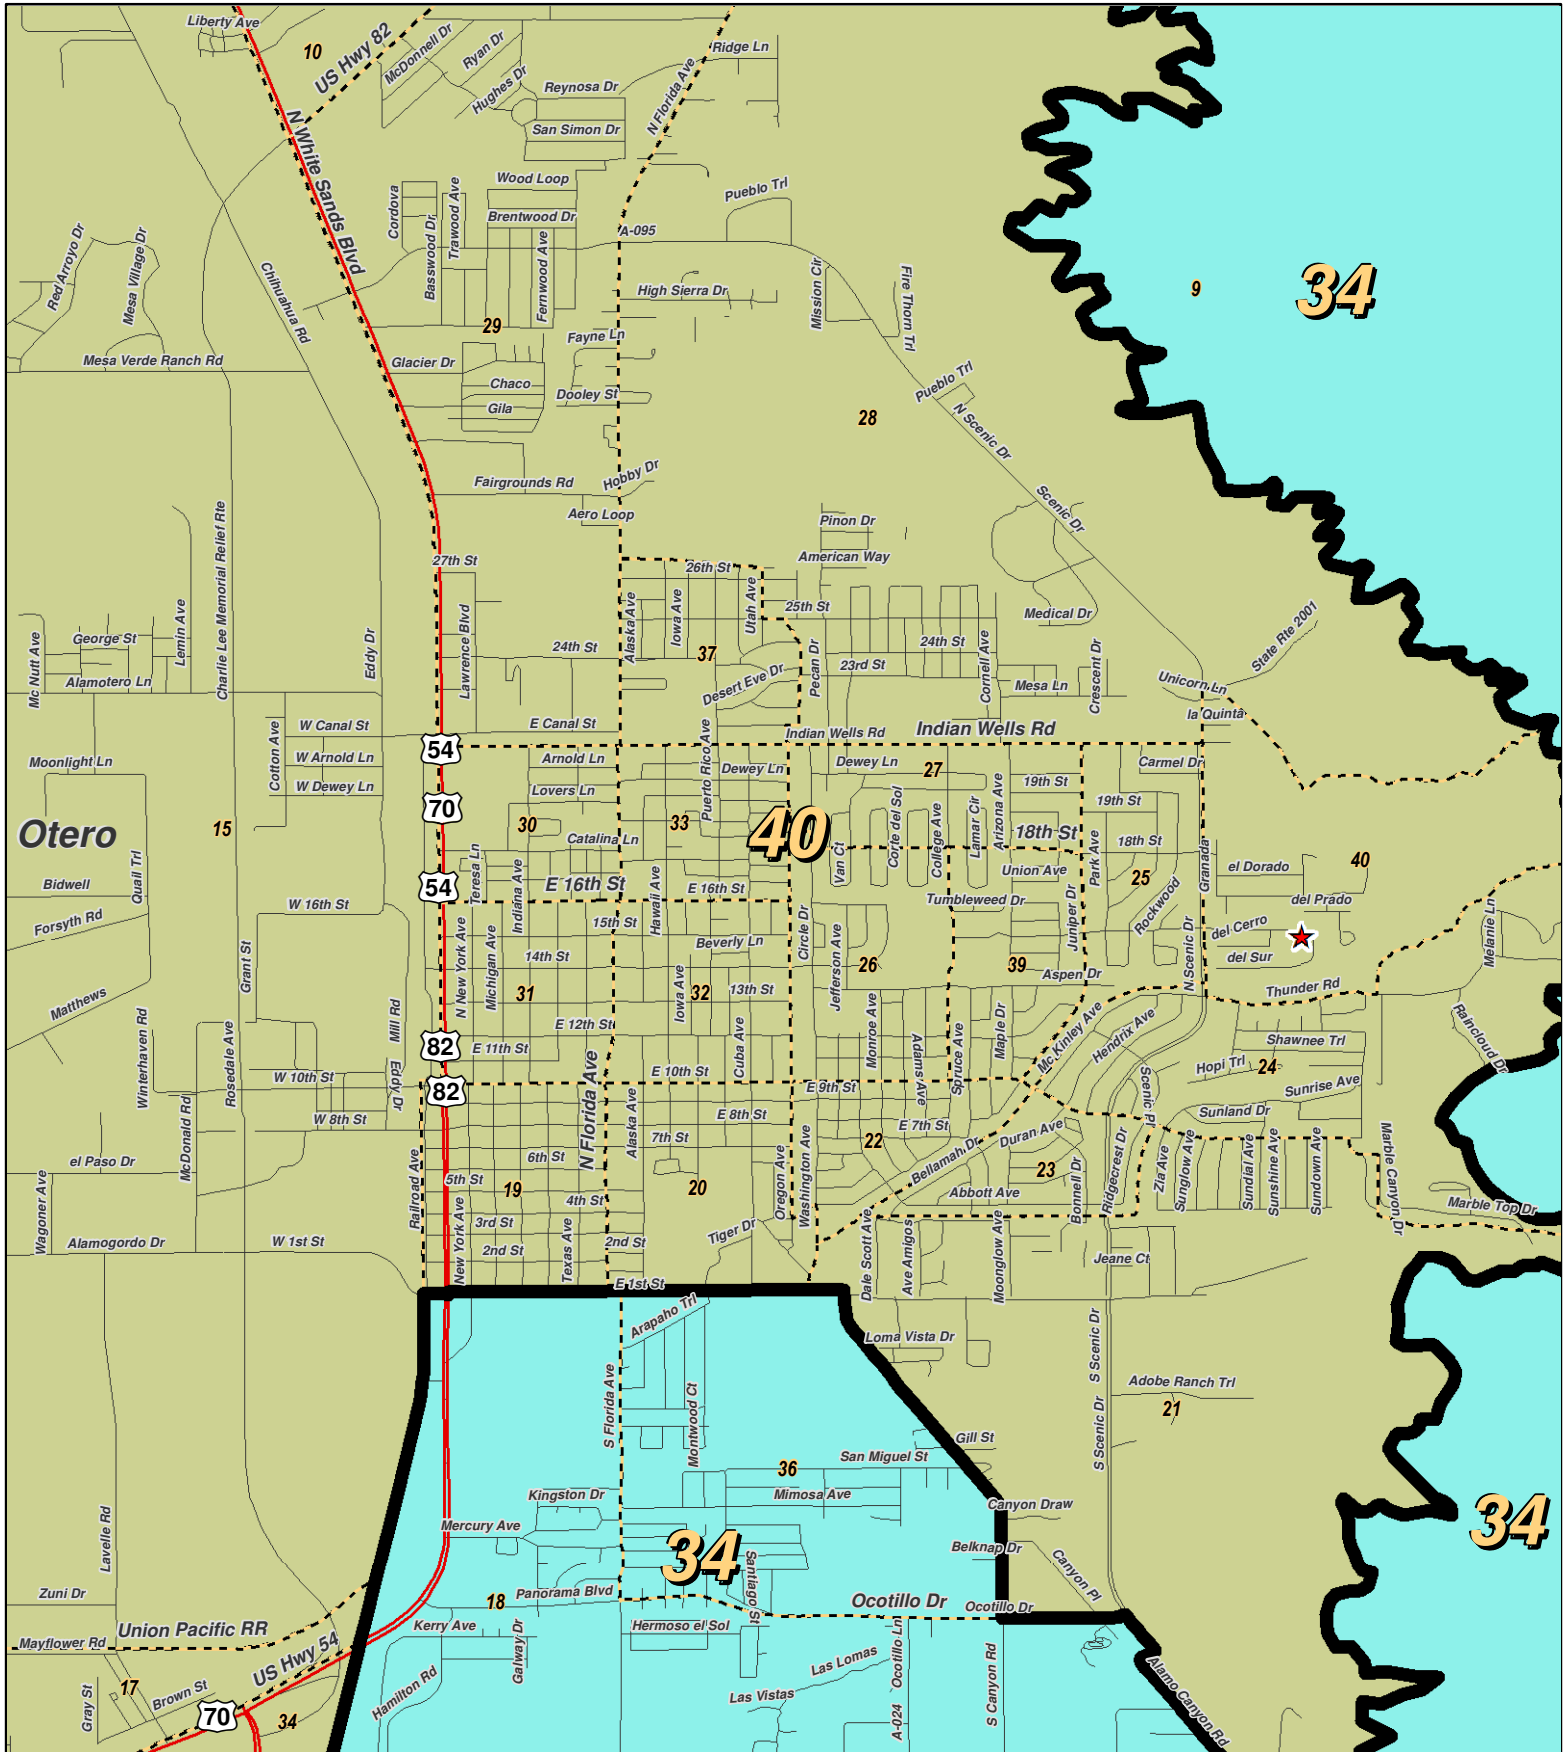 Liberty Ave
10
US Hwy 82
McDonnell Dr
Ryan Dr
Hughes Dr
Ridge Ln
Reynosa Dr
N Florida Ave
San Simon Dr
N White Sands Blvd
Wood Loop
Pueblo Trl
Cordova
Basswood Dr
Trawood Ave
Brentwood Dr
Fernwood Ave
A-095
Red Arroyo Dr
Mesa Village Dr
Chihuahua Rd
High Sierra Dr
Mission Cir
Fire Thorn Trl
9
34
29
Fayne Ln
Mesa Verde Ranch Rd
Glacier Dr
Chaco
Dooley St
Gila
Pueblo Trl
28
N Scenic Dr
Fairgrounds Rd
Hobby Dr
Aero Loop
Scenic Dr
Pinon Dr
American Way
27th St
26th St
Charlie Lee Memorial Relief Rte
Mc Nutt Ave
George St
Lemin Ave
Alamotero Ln
Eddy Dr
Lawrence Blvd
24th St
Alaska Ave
Iowa Ave
Utah Ave
25th St
37
Desert Eve Dr
Pecan Dr
23rd St
24th St
Cornell Ave
Medical Dr
Mesa Ln
Crescent Dr
State Rte 2001
Unicorn Ln
la Quinta
Cotton Ave
W Canal St
E Canal St
Indian Wells Rd
Indian Wells Rd
54
Moonlight Ln
W Arnold Ln
Arnold Ln
Puerto Rico Ave
Dewey Ln
Dewey Ln
27
Carmel Dr
W Dewey Ln
70
Lovers Ln
Arizona Ave
19th St
19th St
Otero
15
30
33
40
Corte del Sol
College Ave
Lamar Cir
18th St
Catalina Ln
Van Ct
Park Ave
18th St
Granada
40
Quail Trl
Bidwell
54
Teresa Ln
Indiana Ave
E 16th St
Hawaii Ave
E 16th St
Union Ave
25
el Dorado
Forsyth Rd
W 16th St
Tumbleweed Dr
Rockwood
del Prado
Melanie Ln
15th St
Beverly Ln
Circle Dr
Juniper Dr
del Cerro
Grant St
New York Ave
Michigan Ave
14th St
Jefferson Ave
26
39
Aspen Dr
N Scenic Dr
del Sur
Matthews
31
Iowa Ave
32
13th St
Thunder Rd
Winterhaven Rd
Rosedale Ave
Mill Rd
E 12th St
Monroe Ave
Maple Dr
Mc Kinley Ave
Hendrix Ave
Raincloud Dr
82
E 11th St
Cuba Ave
Adams Ave
Spruce Ave
Shawnee Trl
Hopi Trl
24
W 10th St
Eddy Dr
82
E 10th St
E 9th St
Scenic Pl
Sunrise Ave
W 8th St
McDonald Rd
N Florida Ave
Alaska Ave
E 8th St
E 7th St
Sunland Dr
7th St
22
Duran Ave
el Paso Dr
6th St
Bellamah Dr
Marble Canyon Dr
Wagoner Ave
Railroad Ave
5th St
19
4th St
20
Oregon Ave
Washington Ave
23
Abbott Ave
Bonnell Dr
Ridgecrest Dr
Zia Ave
Sunglow Ave
Sundial Ave
Sunshine Ave
Sundown Ave
Marble Top Dr
Alamogordo Dr
W 1st St
New York Ave
3rd St
2nd St
Texas Ave
2nd St
Tiger Dr
Dale Scott Ave
Ave Amigos
Moonglow Ave
Jeane Ct
E 1st St
Arapaho Trl
Loma Vista Dr
S Scenic Dr
Adobe Ranch Trl
21
S Florida Ave
Montwood Ct
Gill St
S Scenic Dr
San Miguel St
36
Kingston Dr
Mimosa Ave
Canyon Draw
34
Lavelle Rd
Mercury Ave
34
Belknap Dr
Canyon Pl
Santiago St
Zuni Dr
18
Panorama Blvd
Ocotillo Dr
Ocotillo Dr
Union Pacific RR
Kerry Ave
Hermoso el Sol
Mayflower Rd
US Hwy 54
Galway Dr
Las Lomas
Ocotillo Ln
S Canyon Rd
Alamo Canyon Rd
17
Gray St
Brown St
Hamilton Rd
Las Vistas
A-024
70
34